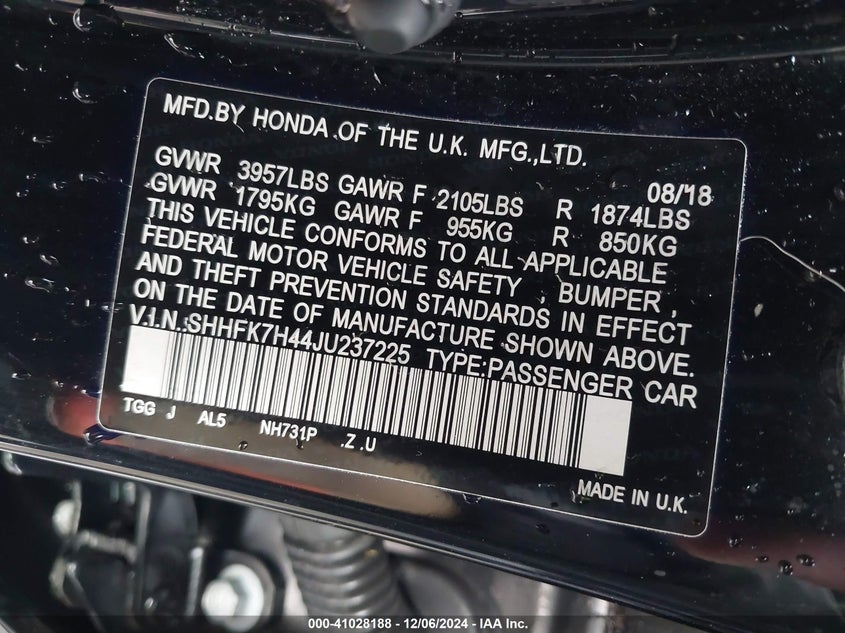 MFD.BY HONDA OF THE U.K. MFG.,LTD.
08/18
GVWR 3957LBS GAWR F 2105LBS R 1874LBS
GVWR 1795KG GAWR F 955KG R 850KG
THIS VEHICLE CONFORMS TO ALL APPLICABLE
FEDERAL MOTOR VEHICLE SAFETY , BUMPER ,
AND THEFT PREVENTION STANDARDS IN EFFECT
ON THE DATE OF MANUFACTURE SHOWN ABOVE.
V.I.N.:SHHFK7H44JU237225 TYPE:PASSENGER CAR
TGG J AL5 NH731P .Z .U
MADE IN U.K.
000-41028188 - 12/06/2024 - IAA Inc.